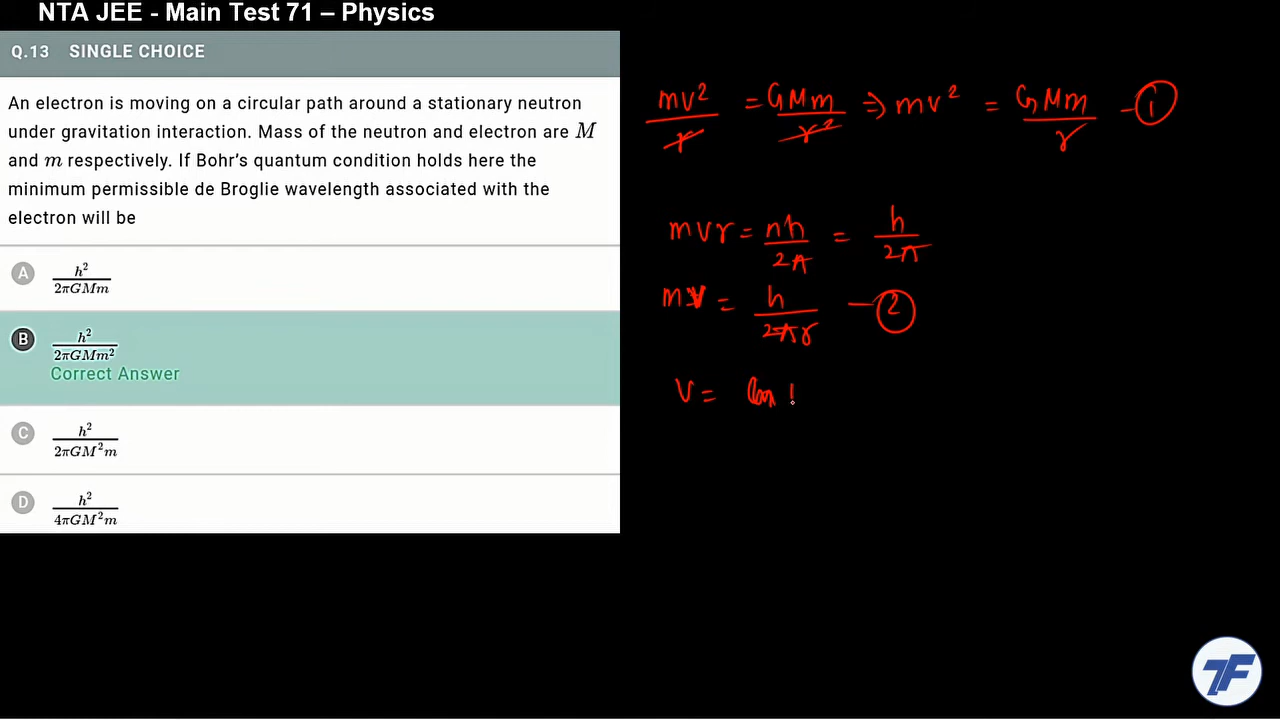 NTA JEE - Main Test 71 – Physics
Q.13 SINGLE CHOICE
An electron is moving on a circular path around a stationary neutron
under gravitation interaction. Mass of the neutron and electron are M
and m respectively. If Bohr's quantum condition holds here the
minimum permissible de Broglie wavelength associated with the
electron will be
A h²/2πGMm
B h²/2πGMm²
Correct Answer
C h²/2πGM²m
D h²/4πGM²m
mv²/r = GMm/r² ⇒ mv² = GMm/r - ①
mvr = nh/2π = h/2π
mv = h/2πr - ②
v =
TF